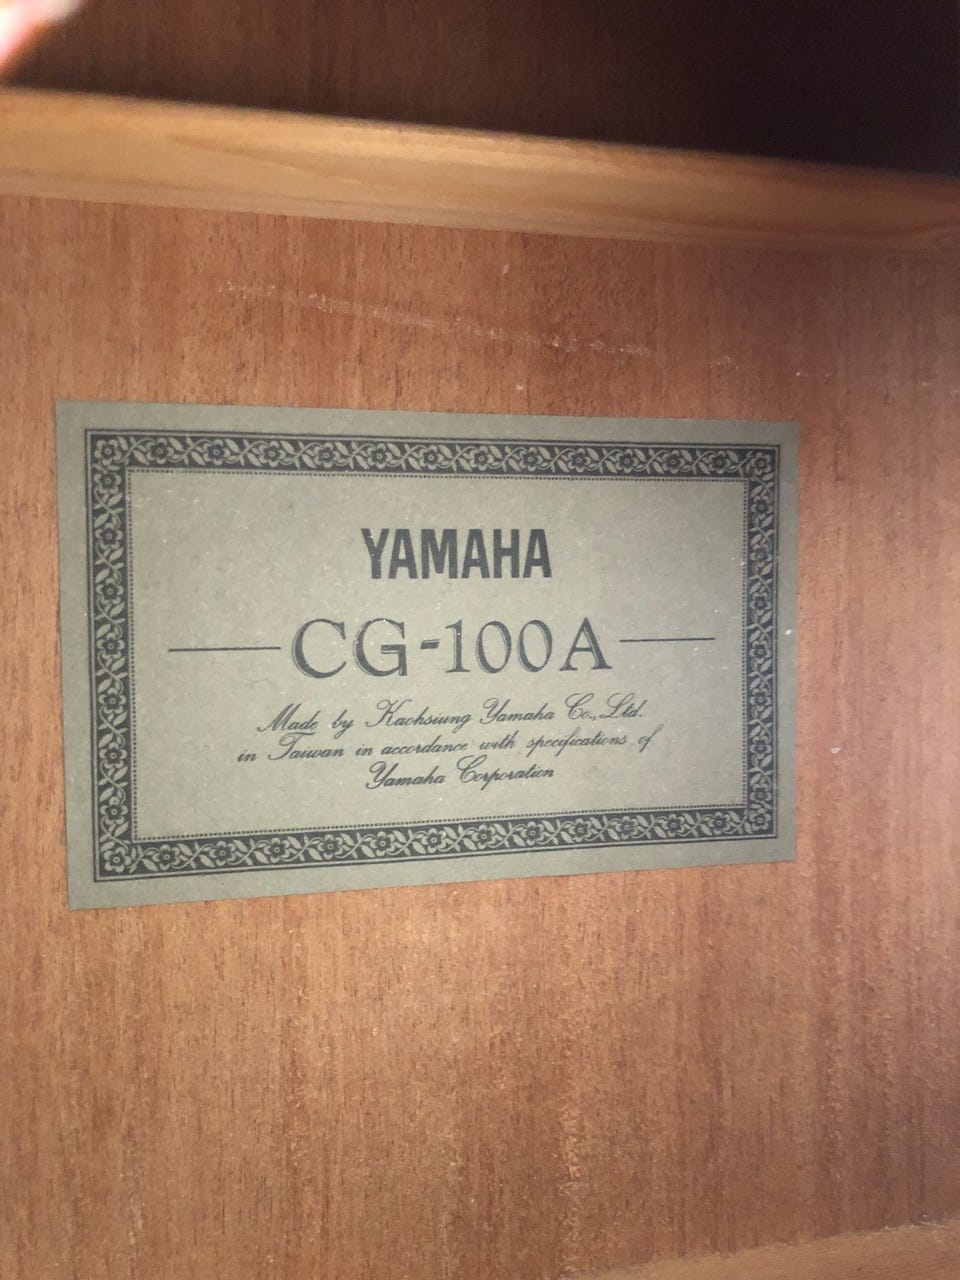 YAMAHA
CG-100A
Made by Kaohsiung Yamaha Co., Ltd.
in Taiwan in accordance with specifications of
Yamaha Corporation